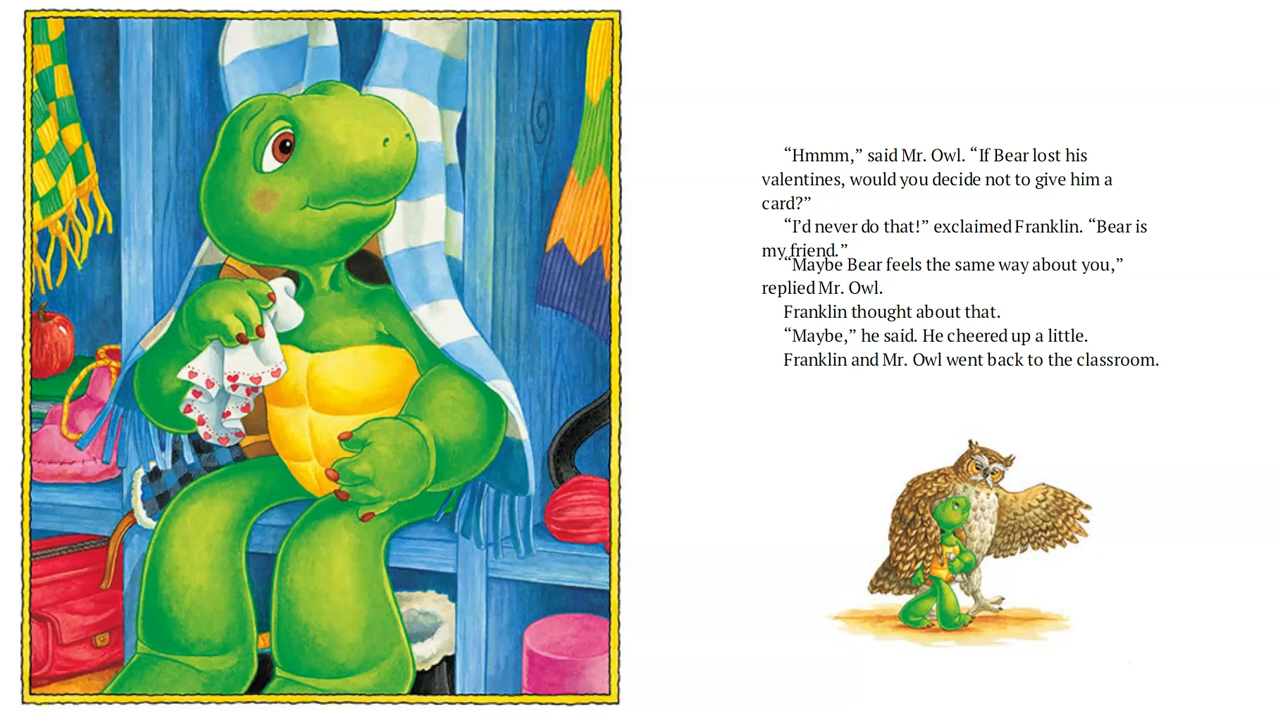 “Hmmm,” said Mr. Owl. “If Bear lost his
valentines, would you decide not to give him a
card?”
“I’d never do that!” exclaimed Franklin. “Bear is
my friend.”
“Maybe Bear feels the same way about you,”
replied Mr. Owl.
Franklin thought about that.
“Maybe,” he said. He cheered up a little.
Franklin and Mr. Owl went back to the classroom.